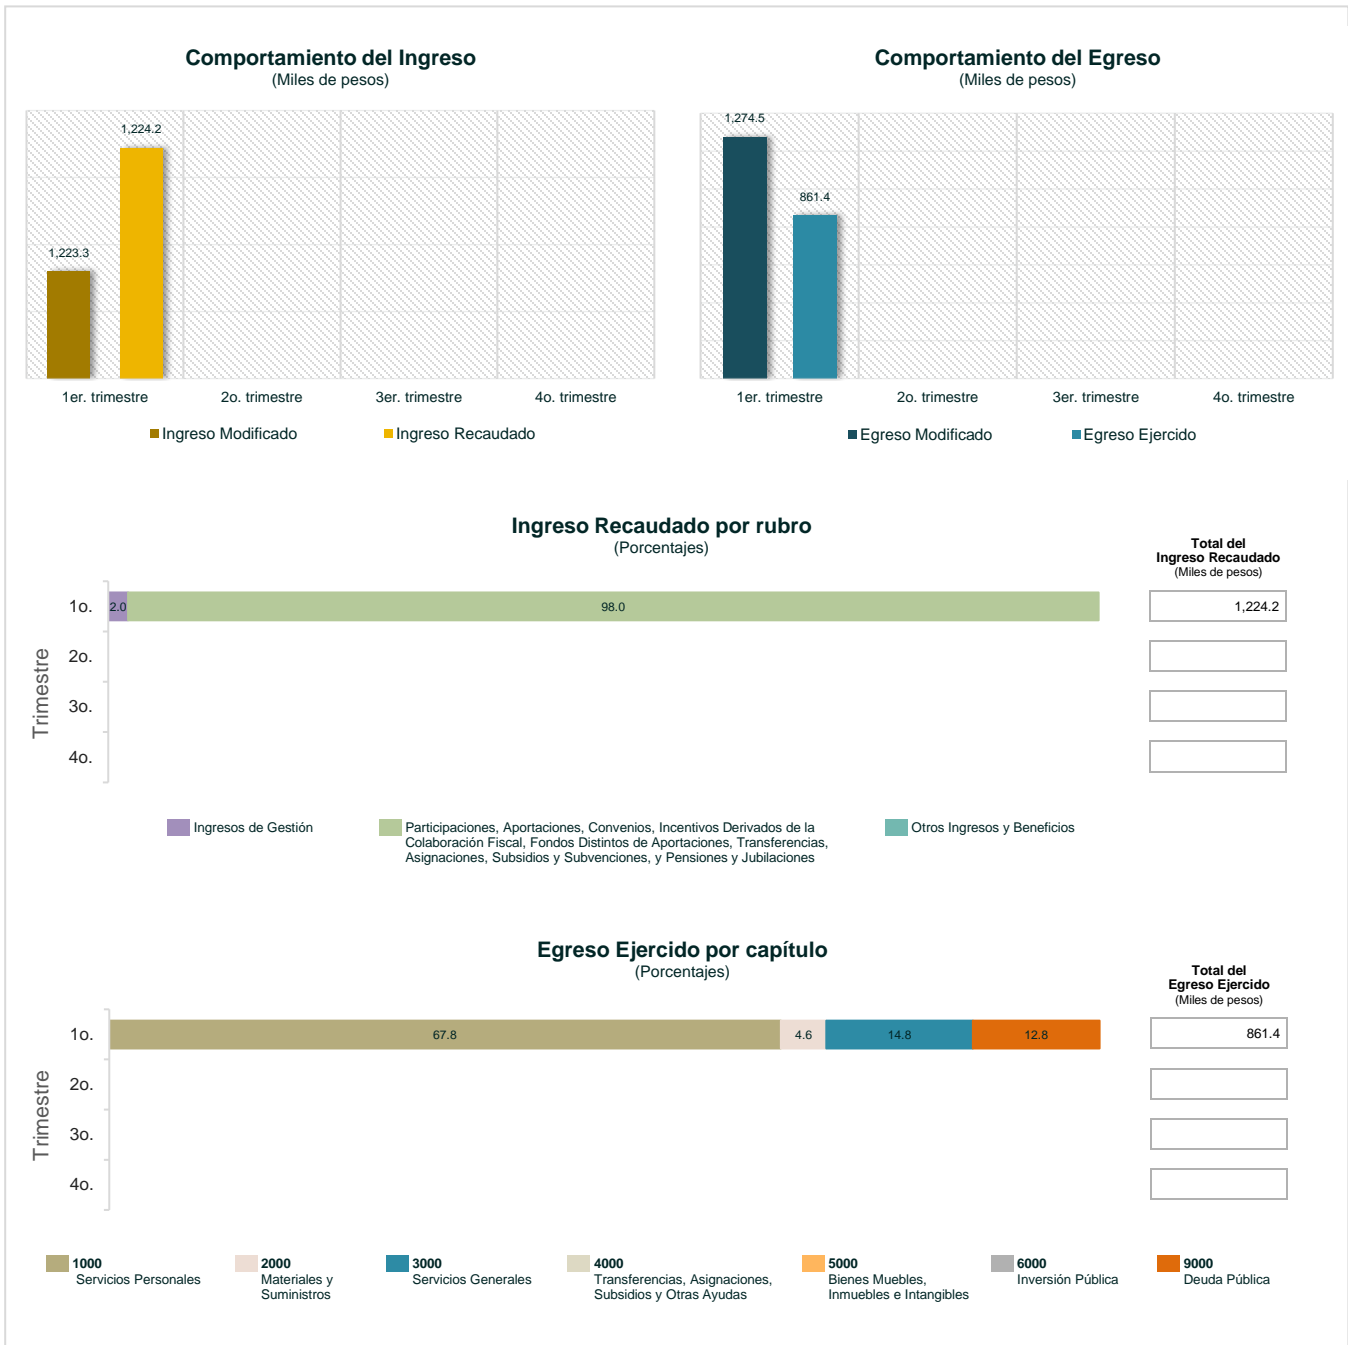 Comportamiento del Ingreso
(Miles de pesos)
1,223.3
1,224.2
1er. trimestre
2o. trimestre
3er. trimestre
4o. trimestre
Ingreso Modificado
Ingreso Recaudado
Comportamiento del Egreso
(Miles de pesos)
1,274.5
861.4
1er. trimestre
2o. trimestre
3er. trimestre
4o. trimestre
Egreso Modificado
Egreso Ejercido
Ingreso Recaudado por rubro
(Porcentajes)
Total del
Ingreso Recaudado
(Miles de pesos)
Trimestre
1o.
2.0
98.0
1,224.2
2o.
3o.
4o.
Ingresos de Gestión
Participaciones, Aportaciones, Convenios, Incentivos Derivados de la
Colaboración Fiscal, Fondos Distintos de Aportaciones, Transferencias,
Asignaciones, Subsidios y Subvenciones, y Pensiones y Jubilaciones
Otros Ingresos y Beneficios
Egreso Ejercido por capítulo
(Porcentajes)
Total del
Egreso Ejercido
(Miles de pesos)
Trimestre
1o.
67.8
4.6
14.8
12.8
861.4
2o.
3o.
4o.
1000
Servicios Personales
2000
Materiales y
Suministros
3000
Servicios Generales
4000
Transferencias, Asignaciones,
Subsidios y Otras Ayudas
5000
Bienes Muebles,
Inmuebles e Intangibles
6000
Inversión Pública
9000
Deuda Pública